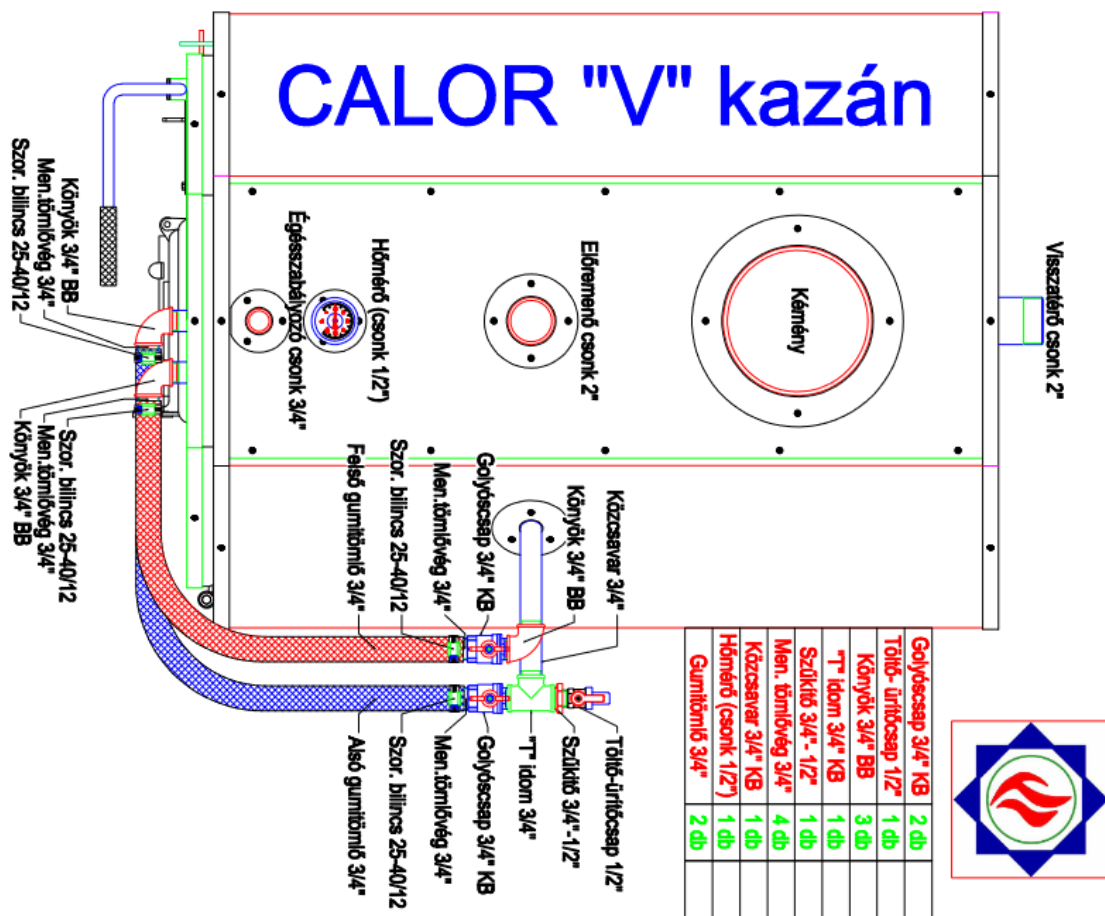 CALOR "V" kazán
Könyök 3/4" BB
Men.tömlővég 3/4"
Szor. bilincs 25-40/12
Égésszabályozó csonk 3/4"
Hőmérő (csonk 1/2")
Előremenő csonk 2"
Kémény
Visszatérő csonk 2"
Szor. bilincs 25-40/12
Men.tömlővég 3/4"
Könyök 3/4" BB
Felső gumitömlő 3/4"
Szor. bilincs 25-40/12
Men.tömlővég 3/4"
Golyóscsap 3/4" KB
Könyök 3/4" BB
Közcsavar 3/4"
Alsó gumitömlő 3/4"
Szor. bilincs 25-40/12
Men.tömlővég 3/4"
Golyóscsap 3/4" KB
"T" idom 3/4"
Szűkítő 3/4"-1/2"
Töltő-ürítőcsap 1/2"
Golyóscsap 3/4" KB 2 db
Töltő- ürítőcsap 1/2" 1 db
Könyök 3/4" BB 3 db
"T" idom 3/4" KB 1 db
Szűkítő 3/4"- 1/2" 1 db
Men. tömlővég 3/4" 4 db
Közcsavar 3/4" KB 1 db
Hőmérő (csonk 1/2") 1 db
Gumitömlő 3/4" 2 db